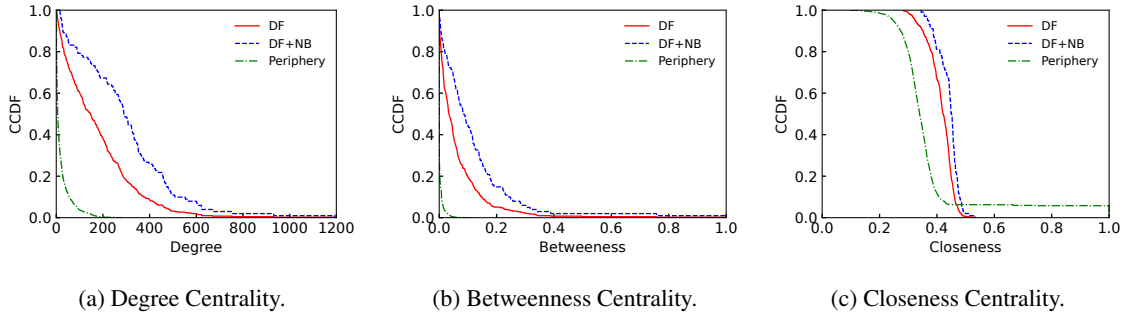 1.0
0.8
0.6
0.4
0.2
0.0
CCDF
0 200 400 600 800 1000 1200
Degree
DF
DF+NB
Periphery
(a) Degree Centrality.
1.0
0.8
0.6
0.4
0.2
0.0
CCDF
0.0 0.2 0.4 0.6 0.8 1.0
Betweeness
DF
DF+NB
Periphery
(b) Betweenness Centrality.
1.0
0.8
0.6
0.4
0.2
0.0
CCDF
0.0 0.2 0.4 0.6 0.8 1.0
Closeness
DF
DF+NB
Periphery
(c) Closeness Centrality.